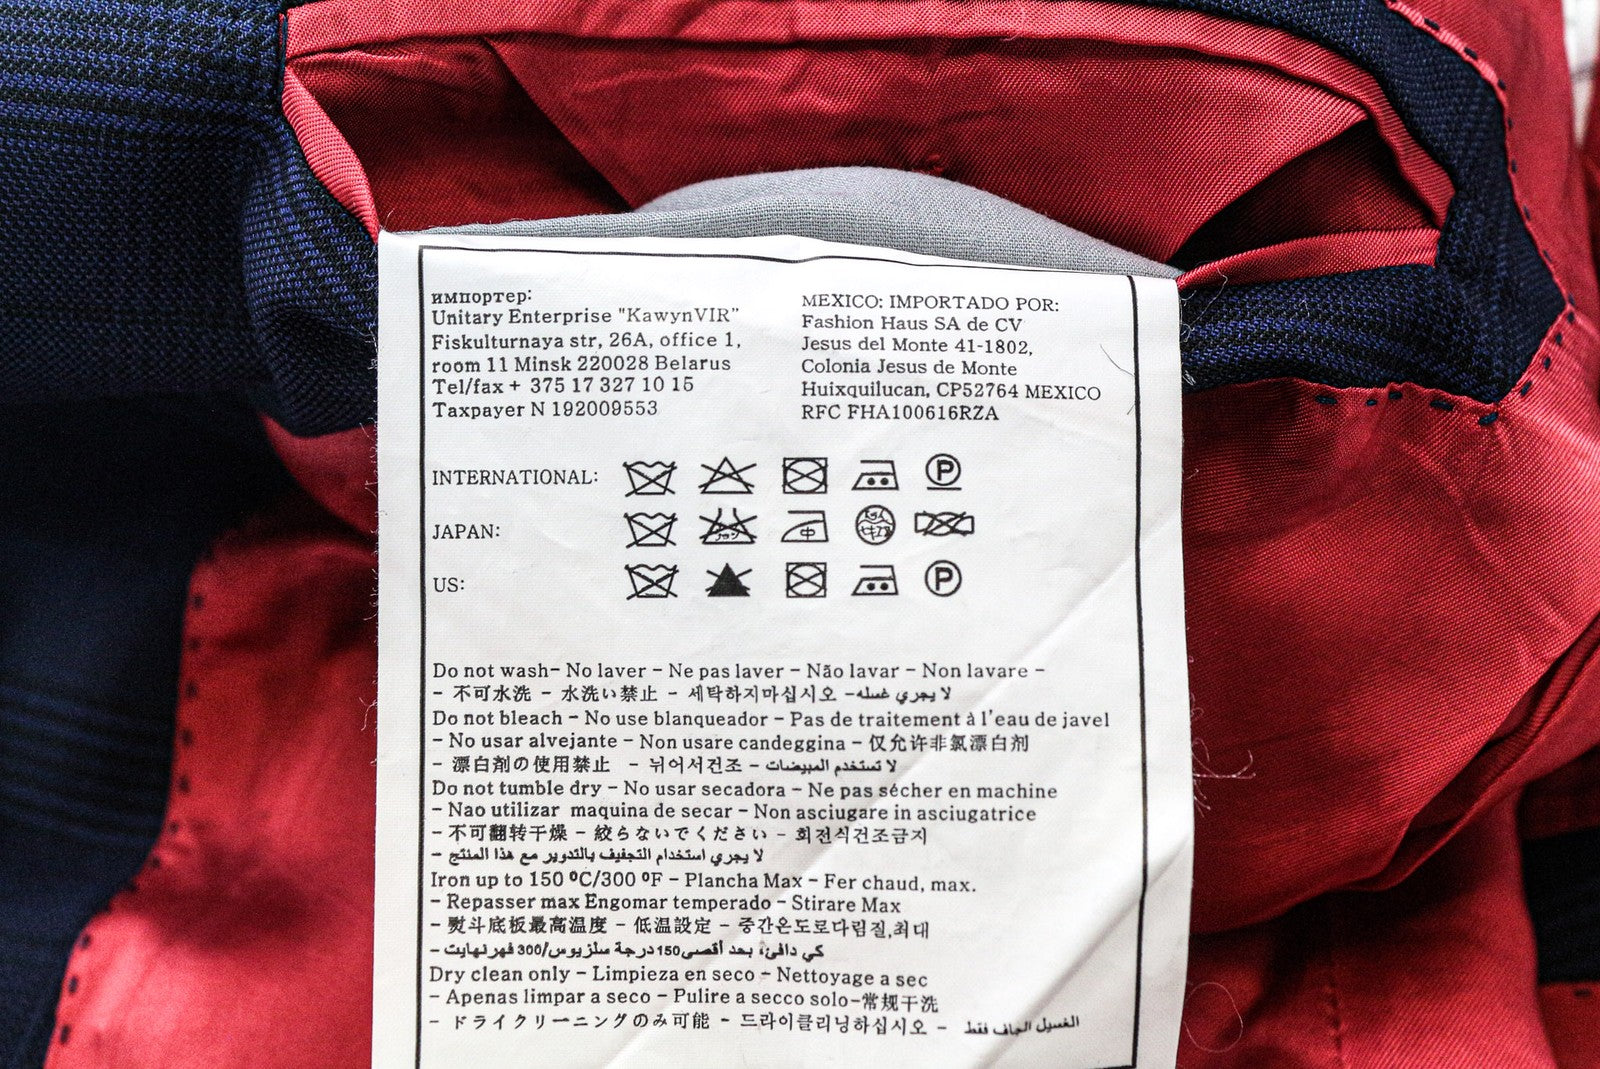 импортер:
Unitary Enterprise "KawynVIR"
Fiskulturnaya str, 26A, office 1,
room 11 Minsk 220028 Belarus
Tel/fax + 375 17 327 10 15
Taxpayer N 192009553
MEXICO: IMPORTADO POR:
Fashion Haus SA de CV
Jesus del Monte 41-1802,
Colonia Jesus de Monte
Huixquilucan, CP52764 MEXICO
RFC FHA100616RZA
INTERNATIONAL: P
JAPAN: 中
US: P
Do not wash- No laver - Ne pas laver - Não lavar - Non lavare -
- 不可水洗 - 水洗い禁止 - 세탁하지마십시오 -لا يجري غسله
Do not bleach - No use blanqueador - Pas de traitement à l'eau de javel
- No usar alvejante - Non usare candeggina - 仅允许非氯漂白剂
- 漂白剤の使用禁止 - 뉘어서건조 - لا تستخدم المبيضات
Do not tumble dry - No usar secadora - Ne pas sécher en machine
- Nao utilizar maquina de secar - Non asciugare in asciugatrice
- 不可翻转干燥 - 絞らないでください - 회전식건조금지
- لا يجري استخدام التجفيف بالتدوير مع هذا المنتج
Iron up to 150 ºC/300 ºF - Plancha Max - Fer chaud, max.
- Repasser max Engomar temperado - Stirare Max
- 熨斗底板最高温度 - 低温設定 - 중간온도로다림질,최대
- كي دافئ، بحد أقصى150درجة سلزيوس/300 فهرنهايت
Dry clean only - Limpieza en seco - Nettoyage a sec
- Apenas limpar a seco - Pulire a secco solo-常规干洗
- ドライクリーニングのみ可能 - 드라이클리닝하십시오 - الغسيل الجاف فقط